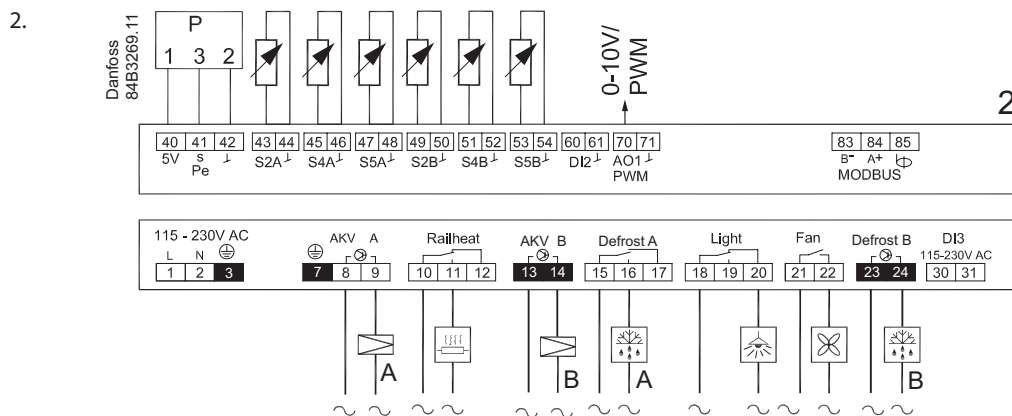 2.
P
1 3 2
Danfoss
84B3269.11
0-10V/
PWM
2
40 41 42 43 44 45 46 47 48 49 50 51 52 53 54 60 61 70 71 83 84 85
5V s S2A S4A S5A S2B S4B S5B DI2 AO1 B- A+
Pe PWM MODBUS
115 - 230V AC AKV A Railheat AKV B Defrost A Light Fan Defrost B DI3
L N 115-230V AC
1 2 3 7 8 9 10 11 12 13 14 15 16 17 18 19 20 21 22 23 24 30 31
A B A B